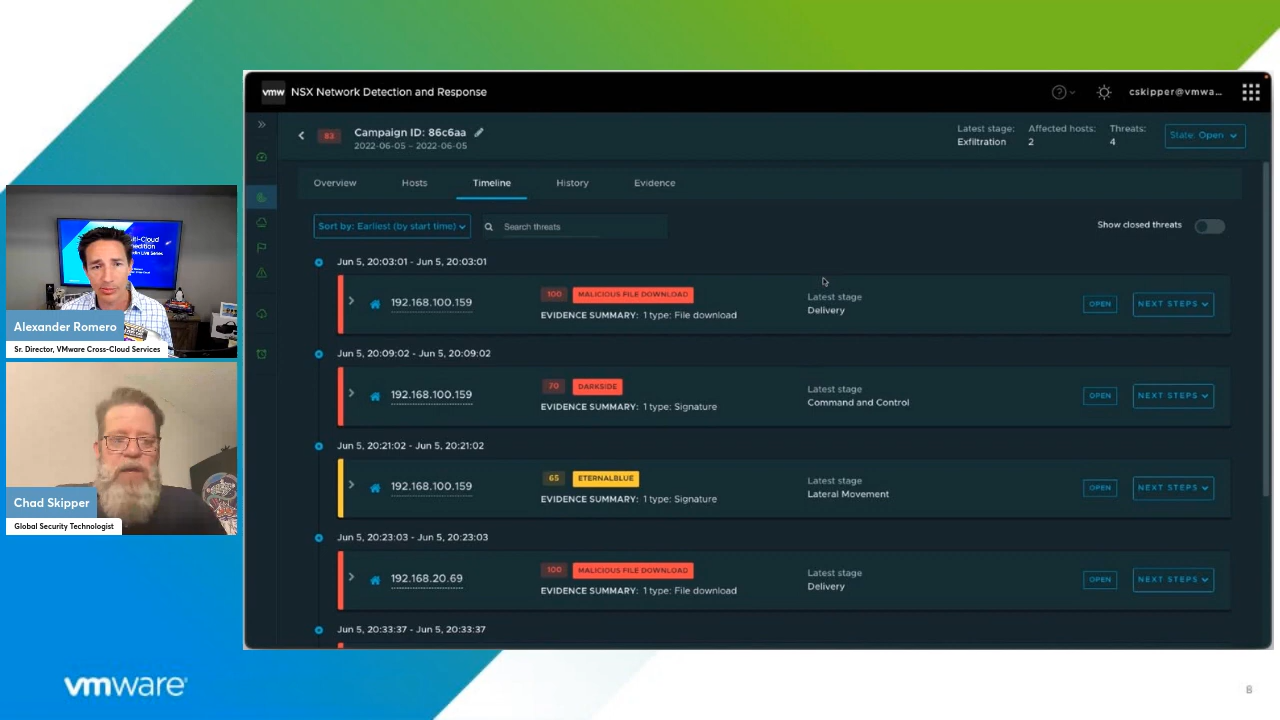 vmw NSX Network Detection and Response
cskipper@vmwa...
83
Campaign ID: 86c6aa
2022-06-05 – 2022-06-05
Latest stage:
Exfiltration
Affected hosts:
2
Threats:
4
State: Open
Overview Hosts Timeline History Evidence
Sort by: Earliest (by start time)
Search threats
Show closed threats
Jun 5, 20:03:01 - Jun 5, 20:03:01
192.168.100.159
100 MALICIOUS FILE DOWNLOAD
EVIDENCE SUMMARY: 1 type: File download
Latest stage
Delivery
OPEN
NEXT STEPS
Jun 5, 20:09:02 - Jun 5, 20:09:02
192.168.100.159
70 DARKSIDE
EVIDENCE SUMMARY: 1 type: Signature
Latest stage
Command and Control
OPEN
NEXT STEPS
Jun 5, 20:21:02 - Jun 5, 20:21:02
192.168.100.159
65 ETERNALBLUE
EVIDENCE SUMMARY: 1 type: Signature
Latest stage
Lateral Movement
OPEN
NEXT STEPS
Jun 5, 20:23:03 - Jun 5, 20:23:03
192.168.20.69
100 MALICIOUS FILE DOWNLOAD
EVIDENCE SUMMARY: 1 type: File download
Latest stage
Delivery
OPEN
NEXT STEPS
Jun 5, 20:33:37 - Jun 5, 20:33:37
Alexander Romero
Sr. Director, VMware Cross-Cloud Services
Chad Skipper
Global Security Technologist
vmware
8